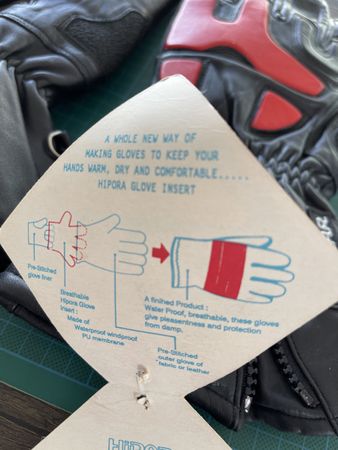 A WHOLE NEW WAY OF
MAKING GLOVES TO KEEP YOUR
HANDS WARM, DRY AND COMFORTABLE.....
HIPORA GLOVE INSERT
Pre-Stitched
glove liner
Breathable
Hipora Glove
insert :
Made of
Waterproof windproof
PU membrane
A finihed Product :
Water Proof, breathable, these gloves
give pleasentness and protection
from damp.
Pre-Stitched
outer glove of
fabric or leather